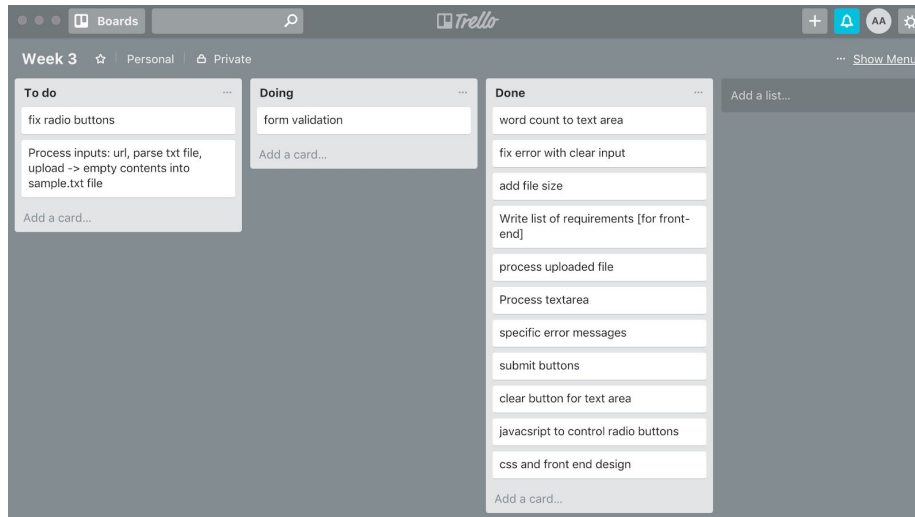 Boards
Trello
AA
Week 3
Personal
Private
... Show Menu
To do ...
fix radio buttons
Process inputs: url, parse txt file,
upload -> empty contents into
sample.txt file
Add a card...
Doing ...
form validation
Add a card...
Done ...
word count to text area
fix error with clear input
add file size
Write list of requirements [for front-
end]
process uploaded file
Process textarea
specific error messages
submit buttons
clear button for text area
javacsript to control radio buttons
css and front end design
Add a card...
Add a list...